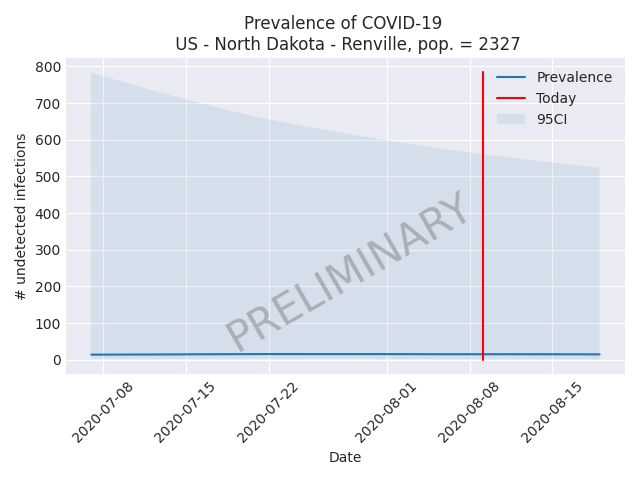 Prevalence of COVID-19
US - North Dakota - Renville, pop. = 2327
800
700
600
500
400
300
200
100
0
# undetected infections
Prevalence
Today
95CI
PRELIMINARY
2020-07-08
2020-07-15
2020-07-22
2020-08-01
2020-08-08
2020-08-15
Date